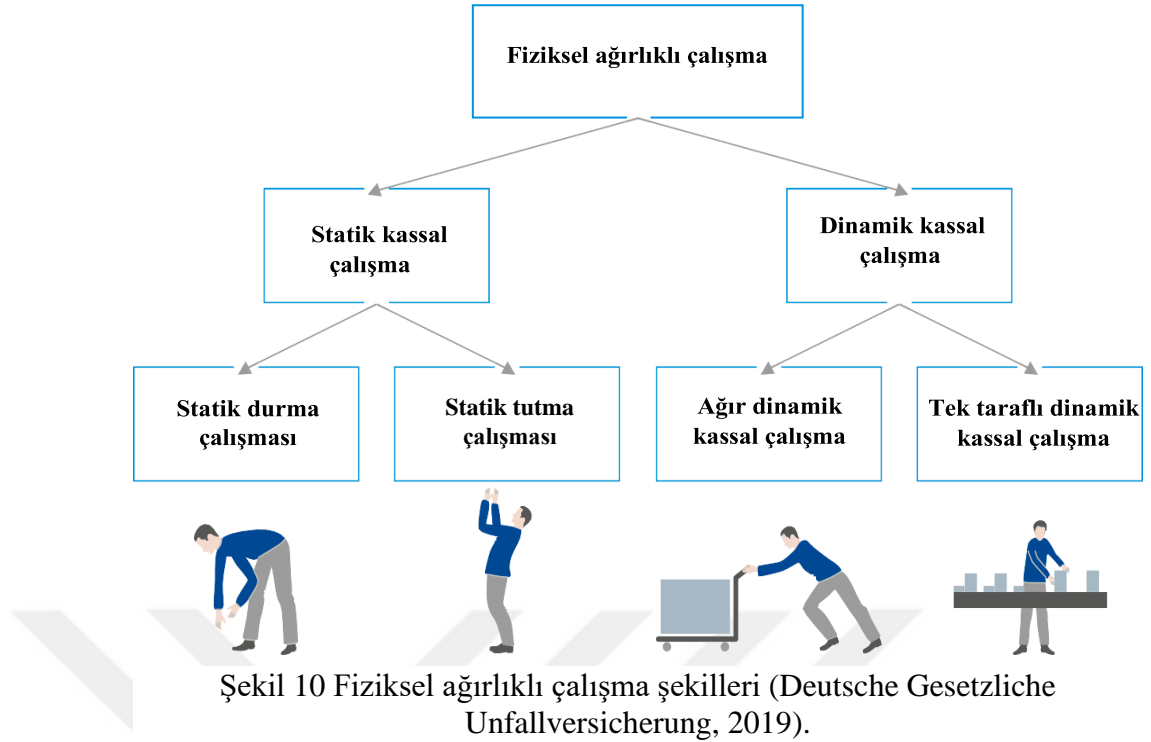 Fiziksel ağırlıklı çalışma
Statik kassal
çalışma
Dinamik kassal
çalışma
Statik durma
çalışması
Statik tutma
çalışması
Ağır dinamik
kassal çalışma
Tek taraflı dinamik
kassal çalışma
Şekil 10 Fiziksel ağırlıklı çalışma şekilleri (Deutsche Gesetzliche
Unfallversicherung, 2019).